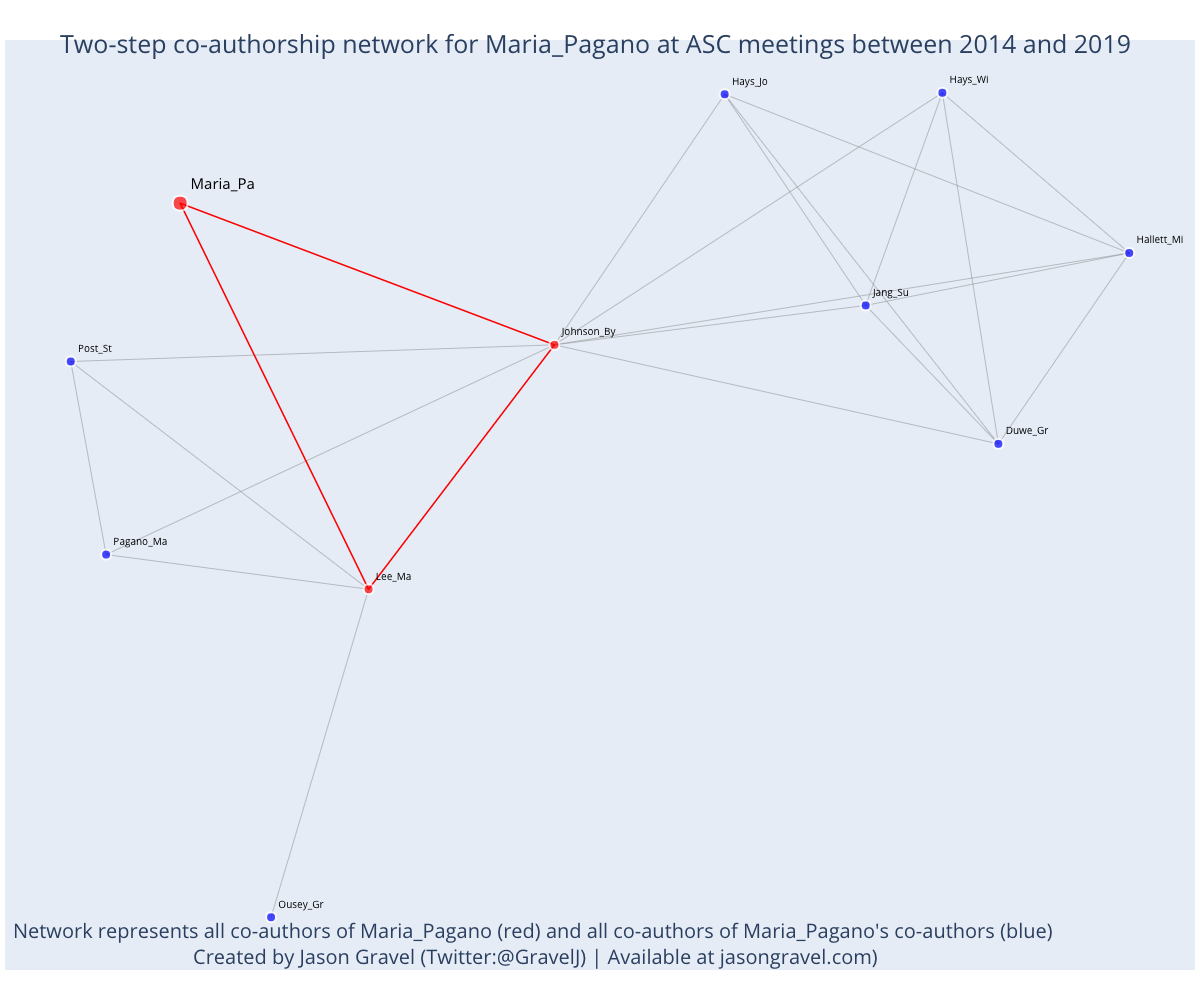 Two-step co-authorship network for Maria_Pagano at ASC meetings between 2014 and 2019
Hays_Jo
Hays_Wi
Maria_Pa
Hallett_Mi
Jang_Su
Johnson_By
Post_St
Duwe_Gr
Pagano_Ma
Lee_Ma
Ousey_Gr
Network represents all co-authors of Maria_Pagano (red) and all co-authors of Maria_Pagano's co-authors (blue)
Created by Jason Gravel (Twitter:@GravelJ) | Available at jasongravel.com)